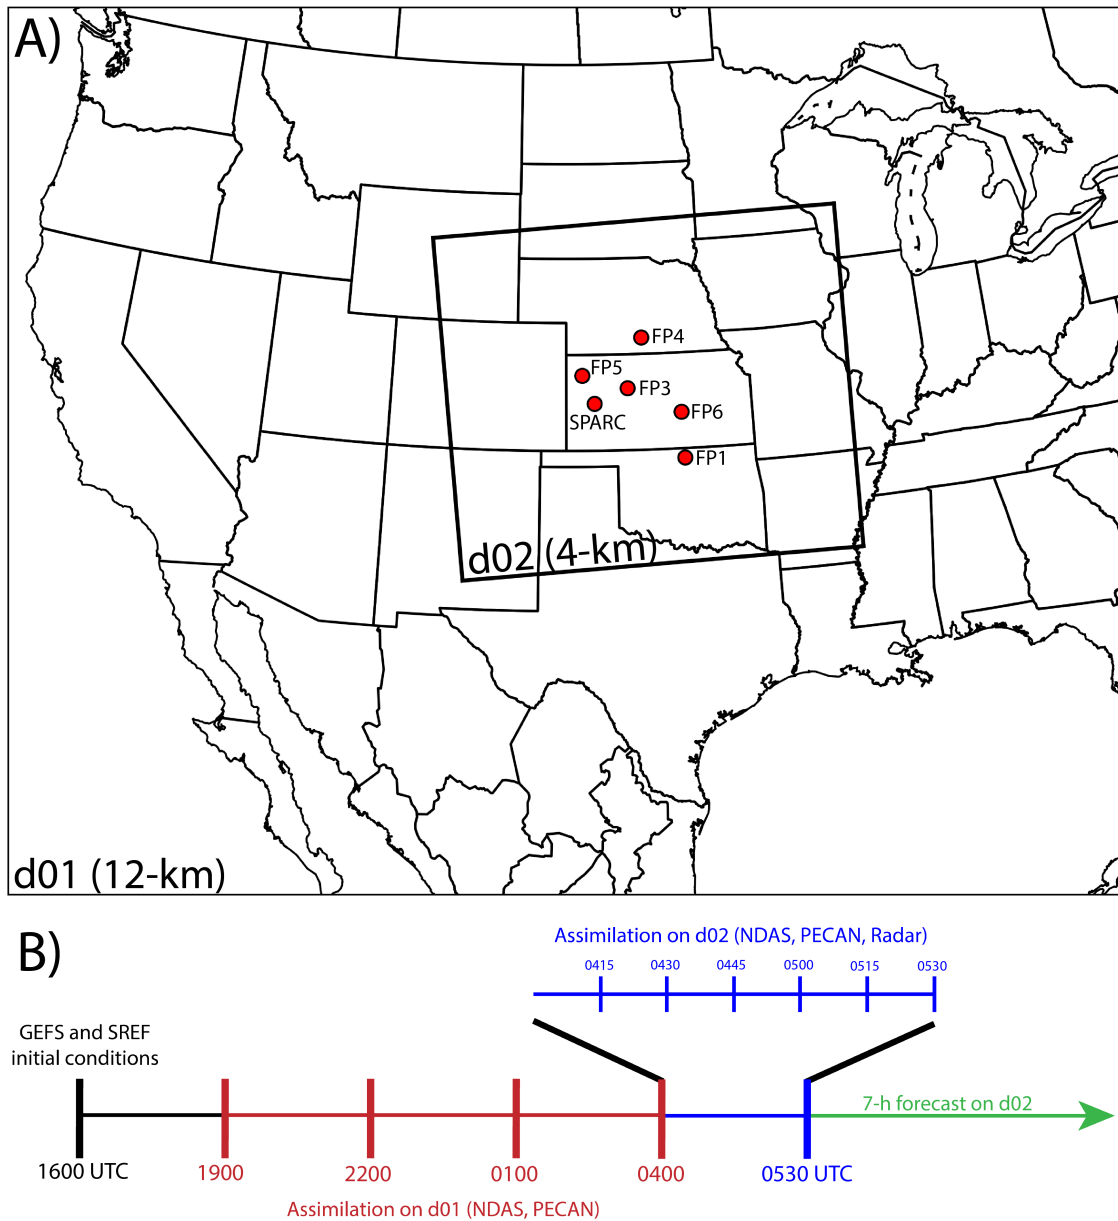 A)
FP4
FP5
FP3
SPARC
FP6
FP1
d02 (4-km)
d01 (12-km)
B)
Assimilation on d02 (NDAS, PECAN, Radar)
0415 0430 0445 0500 0515 0530
GEFS and SREF
initial conditions
7-h forecast on d02
1600 UTC 1900 2200 0100 0400 0530 UTC
Assimilation on d01 (NDAS, PECAN)